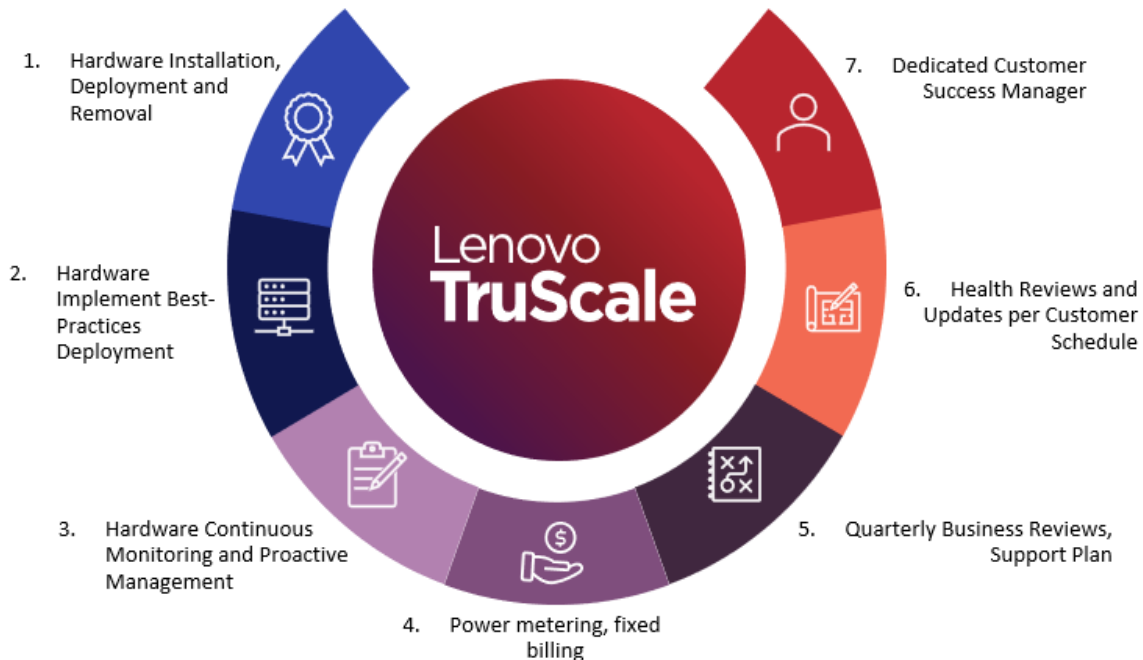 1. Hardware Installation,
Deployment and
Removal
2. Hardware
Implement Best-
Practices
Deployment
3. Hardware Continuous
Monitoring and Proactive
Management
4. Power metering, fixed
billing
5. Quarterly Business Reviews,
Support Plan
6. Health Reviews and
Updates per Customer
Schedule
7. Dedicated Customer
Success Manager
Lenovo
TruScale
$